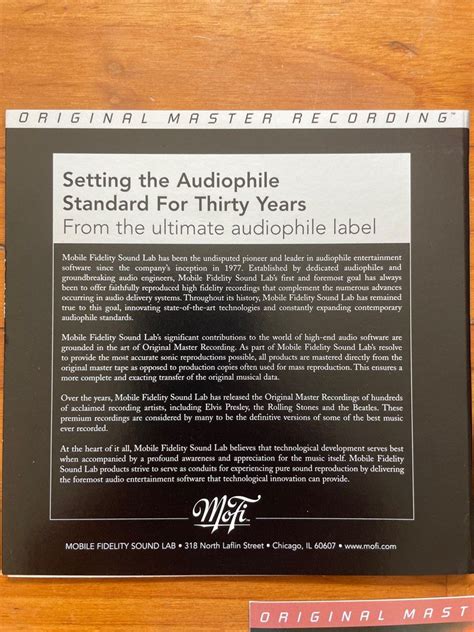 ORIGINAL MASTER RECORDING™
Setting the Audiophile
Standard For Thirty Years
From the ultimate audiophile label
Mobile Fidelity Sound Lab has been the undisputed pioneer and leader in audiophile entertainment
software since the company's inception in 1977. Established by dedicated audiophiles and
groundbreaking audio engineers, Mobile Fidelity Sound Lab's first and foremost goal has always
been to offer faithfully reproduced high fidelity recordings that complement the numerous advances
occurring in audio delivery systems. Throughout its history, Mobile Fidelity Sound Lab has remained
true to this goal, innovating state-of-the-art technologies and constantly expanding contemporary
audiophile standards.
Mobile Fidelity Sound Lab's significant contributions to the world of high-end audio software are
grounded in the art of Original Master Recording. As part of Mobile Fidelity Sound Lab's resolve
to provide the most accurate sonic reproductions possible, all products are mastered directly from the
original master tape as opposed to production copies often used for mass reproduction. This ensures a
more complete and exacting transfer of the original musical data.
Over the years, Mobile Fidelity Sound Lab has released the Original Master Recordings of hundreds
of acclaimed recording artists, including Elvis Presley, the Rolling Stones and the Beatles. These
premium recordings are considered by many to be the definitive versions of some of the best music
ever recorded.
At the heart of it all, Mobile Fidelity Sound Lab believes that technological development serves best
when accompanied by a profound awareness and appreciation for the music itself. Mobile Fidelity
Sound Lab products strive to serve as conduits for experiencing pure sound reproduction by delivering
the foremost audio entertainment software that technological innovation can provide.
MoFi
MOBILE FIDELITY SOUND LAB • 318 North Laflin Street • Chicago, IL 60607 • www.mofi.com
ORIGINAL MAST